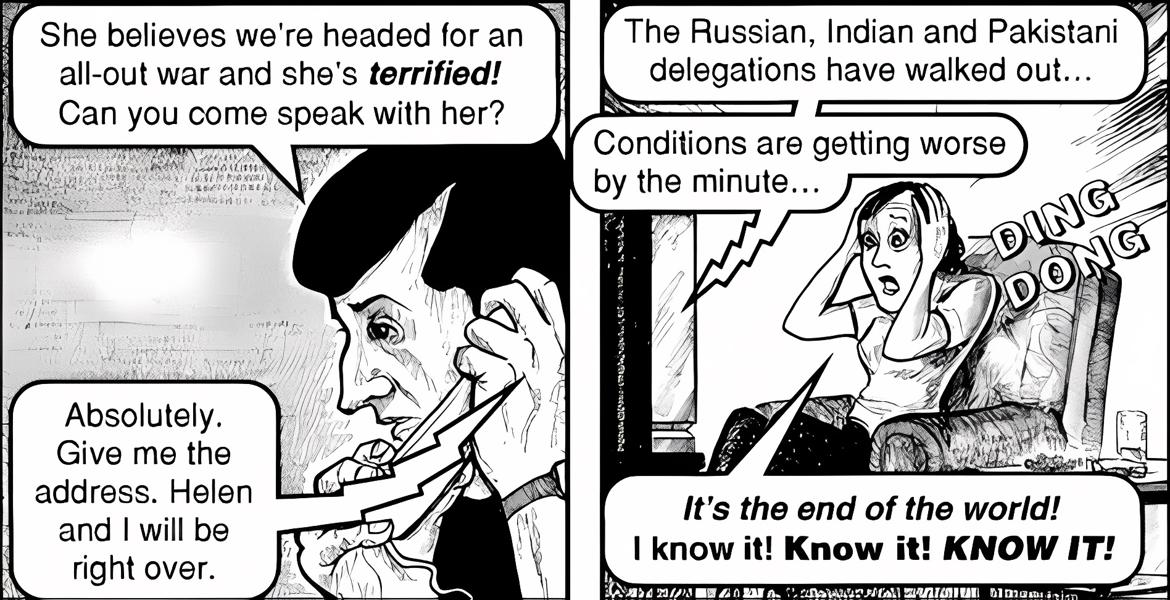 She believes we're headed for an
all-out war and she's terrified!
Can you come speak with her?
Absolutely.
Give me the
address. Helen
and I will be
right over.
The Russian, Indian and Pakistani
delegations have walked out...
Conditions are getting worse
by the minute...
DING
DONG
It's the end of the world!
I know it! Know it! KNOW IT!